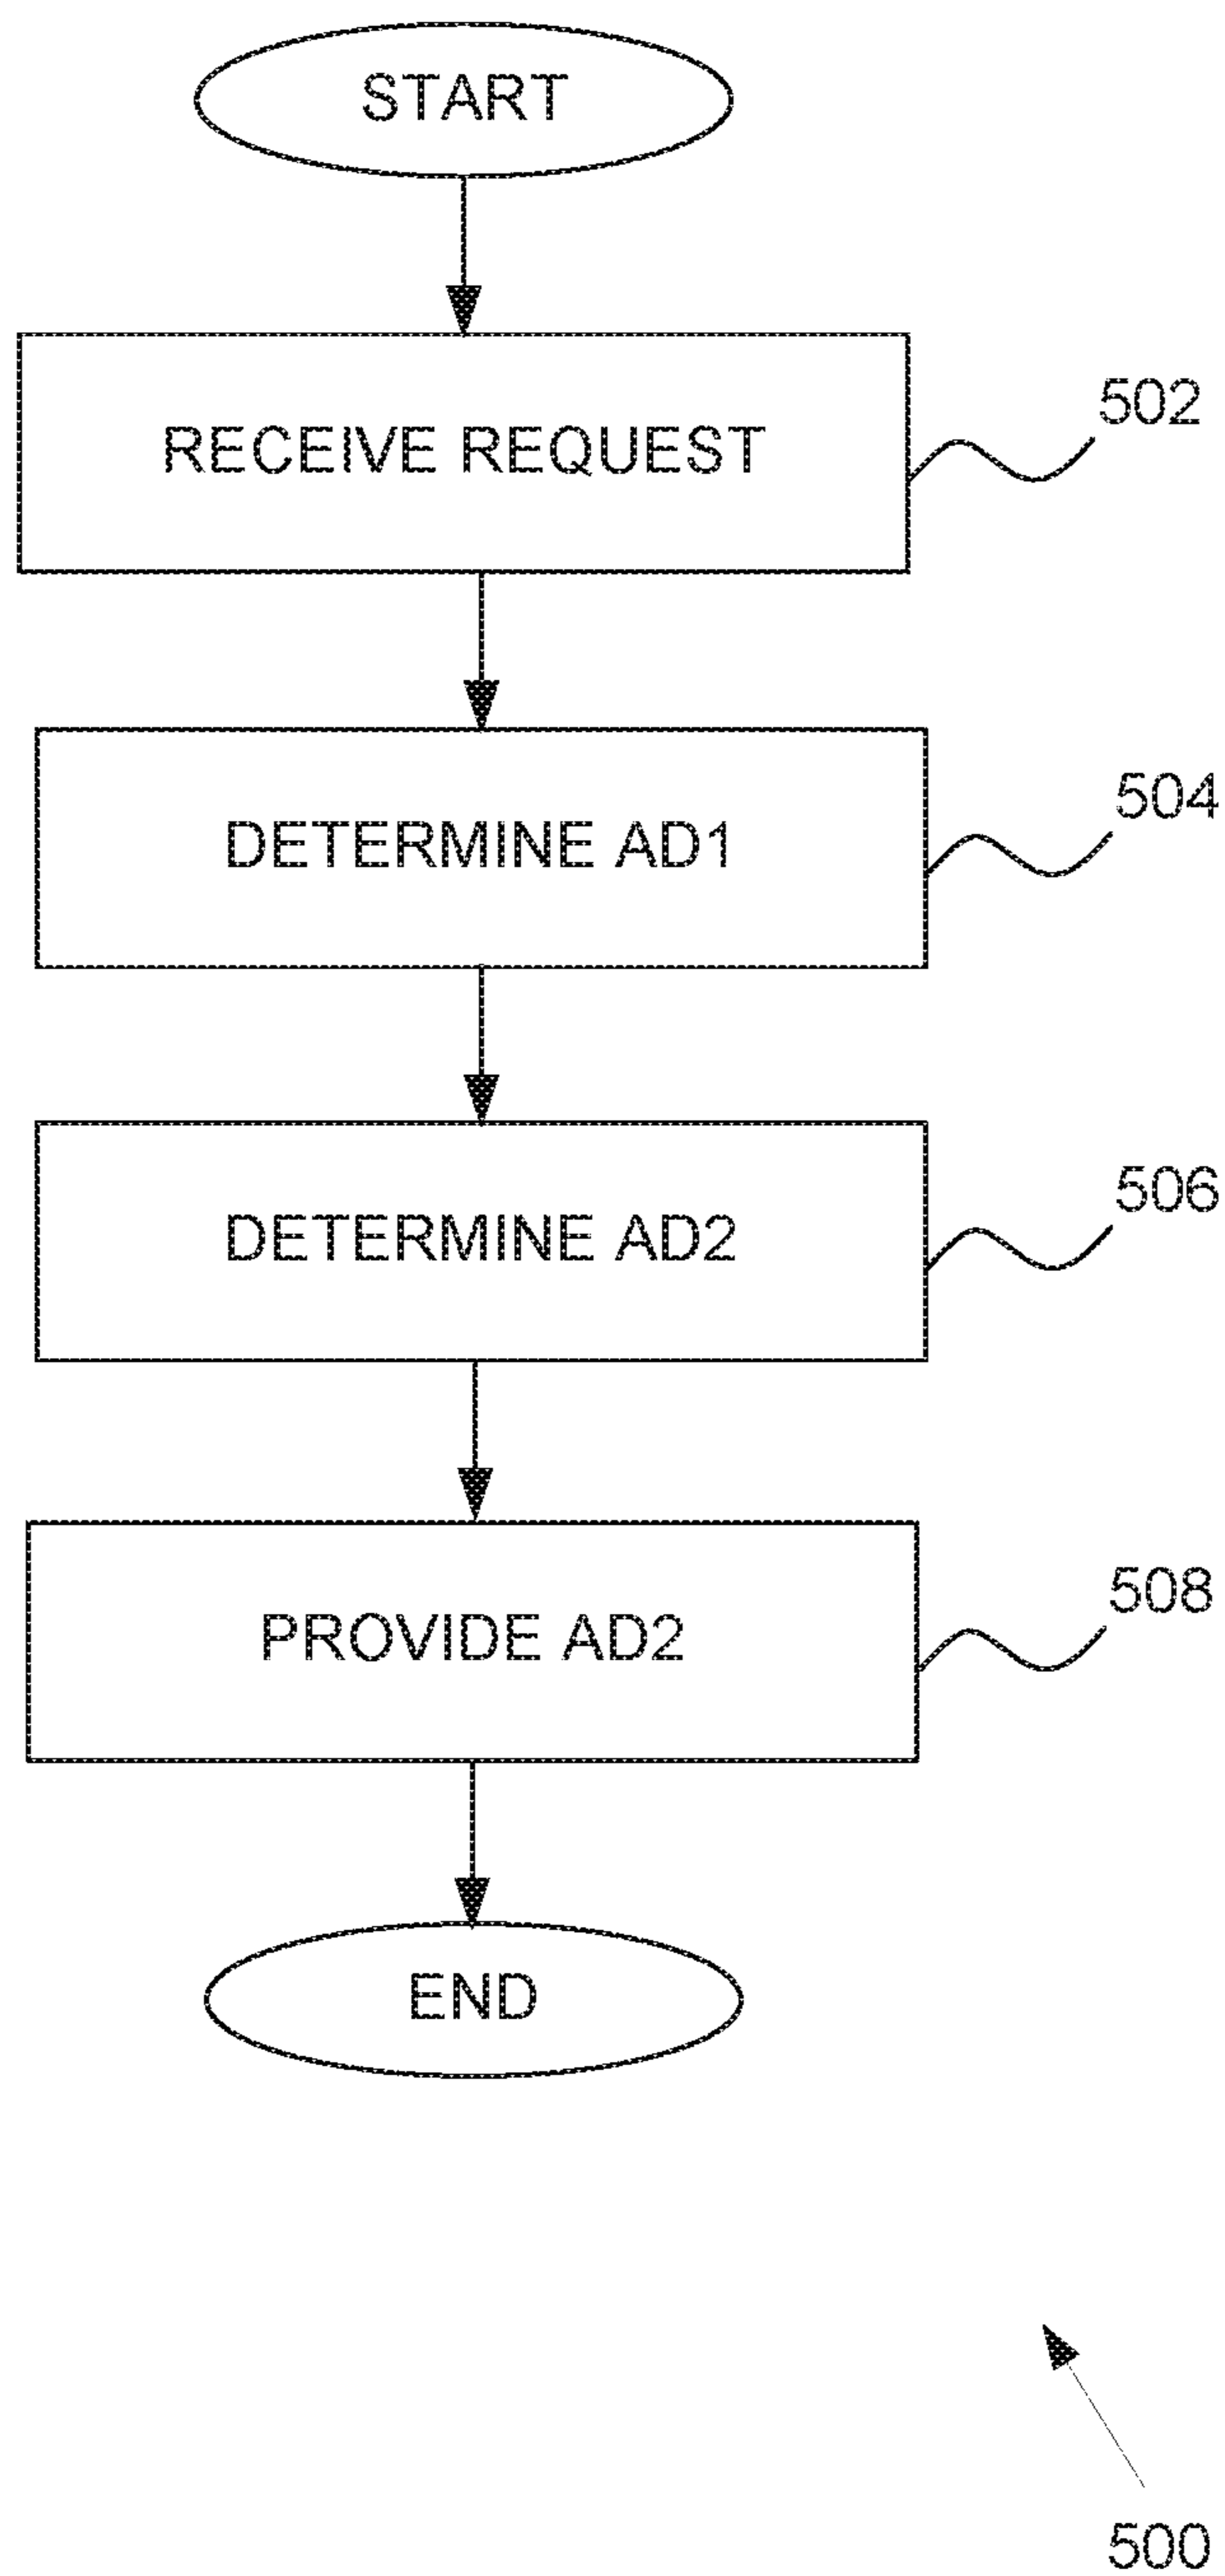 START
RECEIVE REQUEST
502
DETERMINE AD1
504
DETERMINE AD2
506
PROVIDE AD2
508
END
500